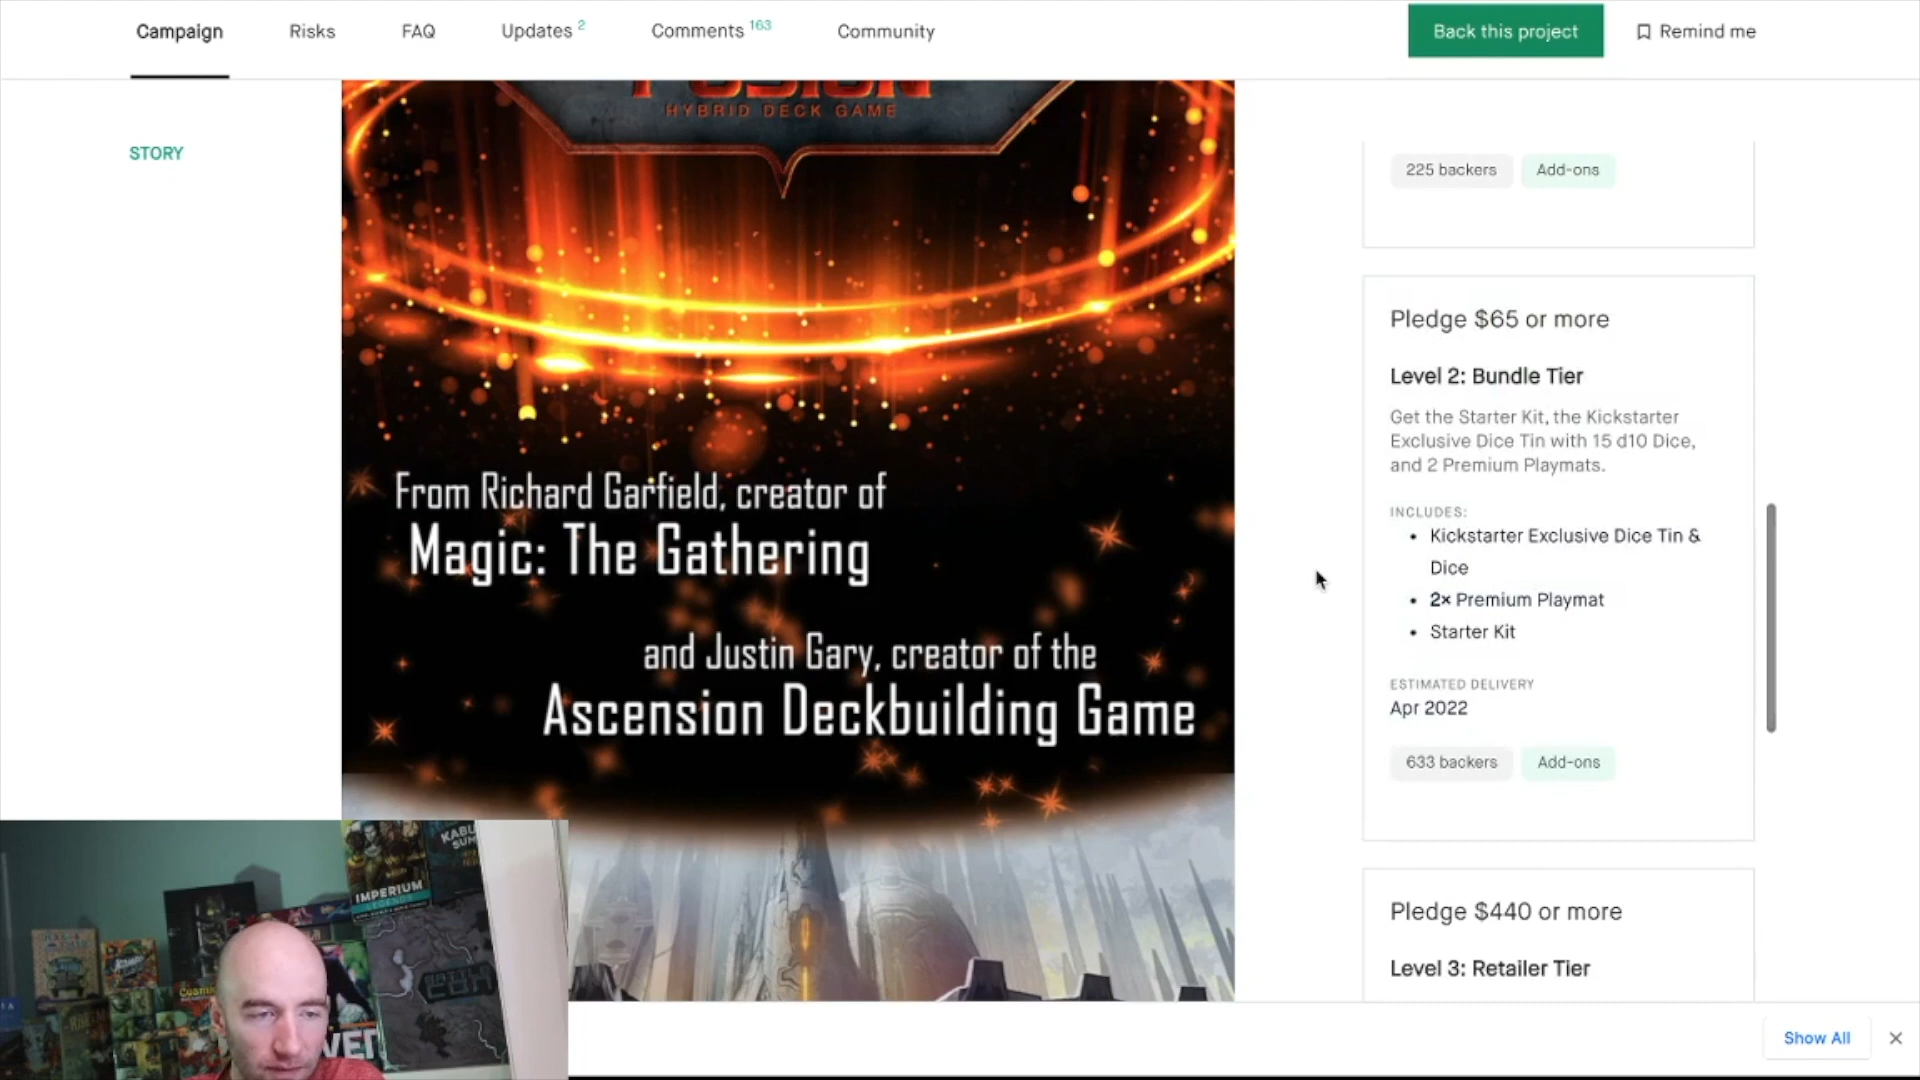 Campaign
Risks
FAQ
Updates 2
Comments 163
Community
Back this project
Remind me
STORY
FUSION
HYBRID DECK GAME
From Richard Garfield, creator of
Magic: The Gathering
and Justin Gary, creator of the
Ascension Deckbuilding Game
225 backers
Add-ons
Pledge $65 or more
Level 2: Bundle Tier
Get the Starter Kit, the Kickstarter
Exclusive Dice Tin with 15 d10 Dice,
and 2 Premium Playmats.
INCLUDES:
• Kickstarter Exclusive Dice Tin &
Dice
• 2× Premium Playmat
• Starter Kit
ESTIMATED DELIVERY
Apr 2022
633 backers
Add-ons
Pledge $440 or more
Level 3: Retailer Tier
IMPERIUM
LEGENDS
Show All